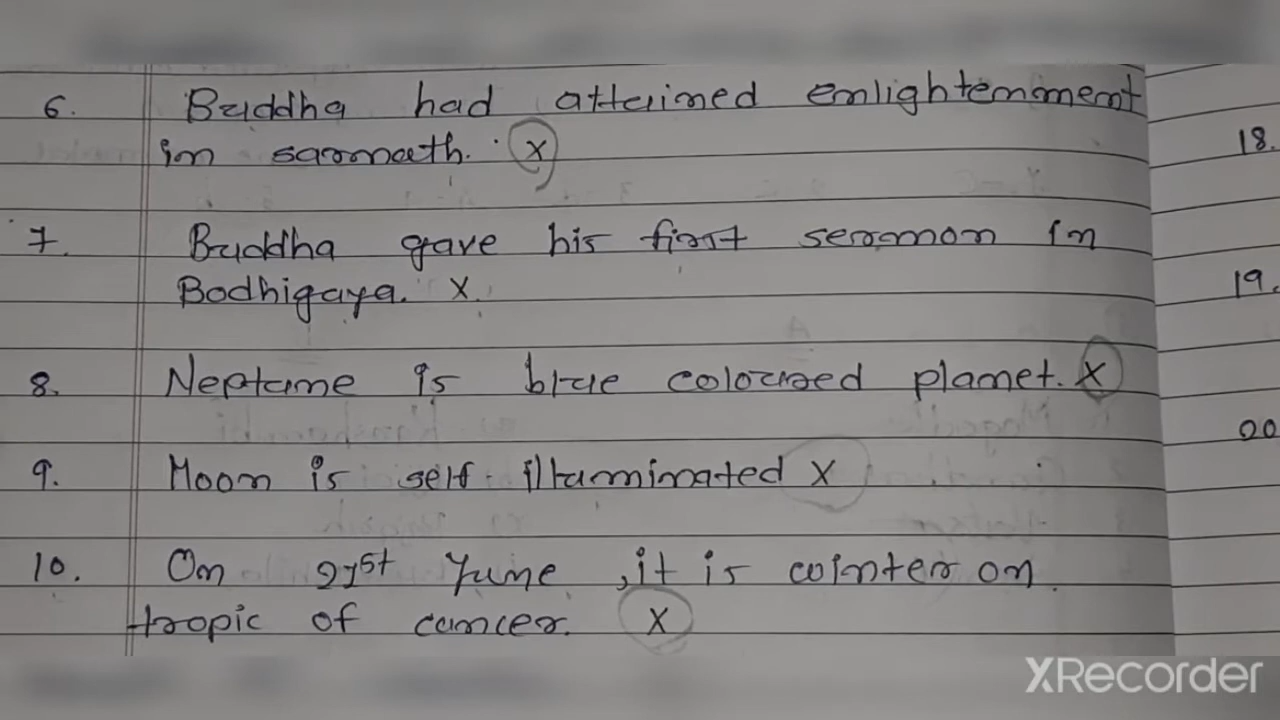 6. Buddha had attained enlightenment
in sarnath. X
18.
7. Buddha gave his first sermon in
Bodhigaya. X.
19.
8. Neptune is blue coloured planet. X
20
9. Moon is self illuminated X
10. On 21st June, it is winter on
tropic of cancer. X
XRecorder